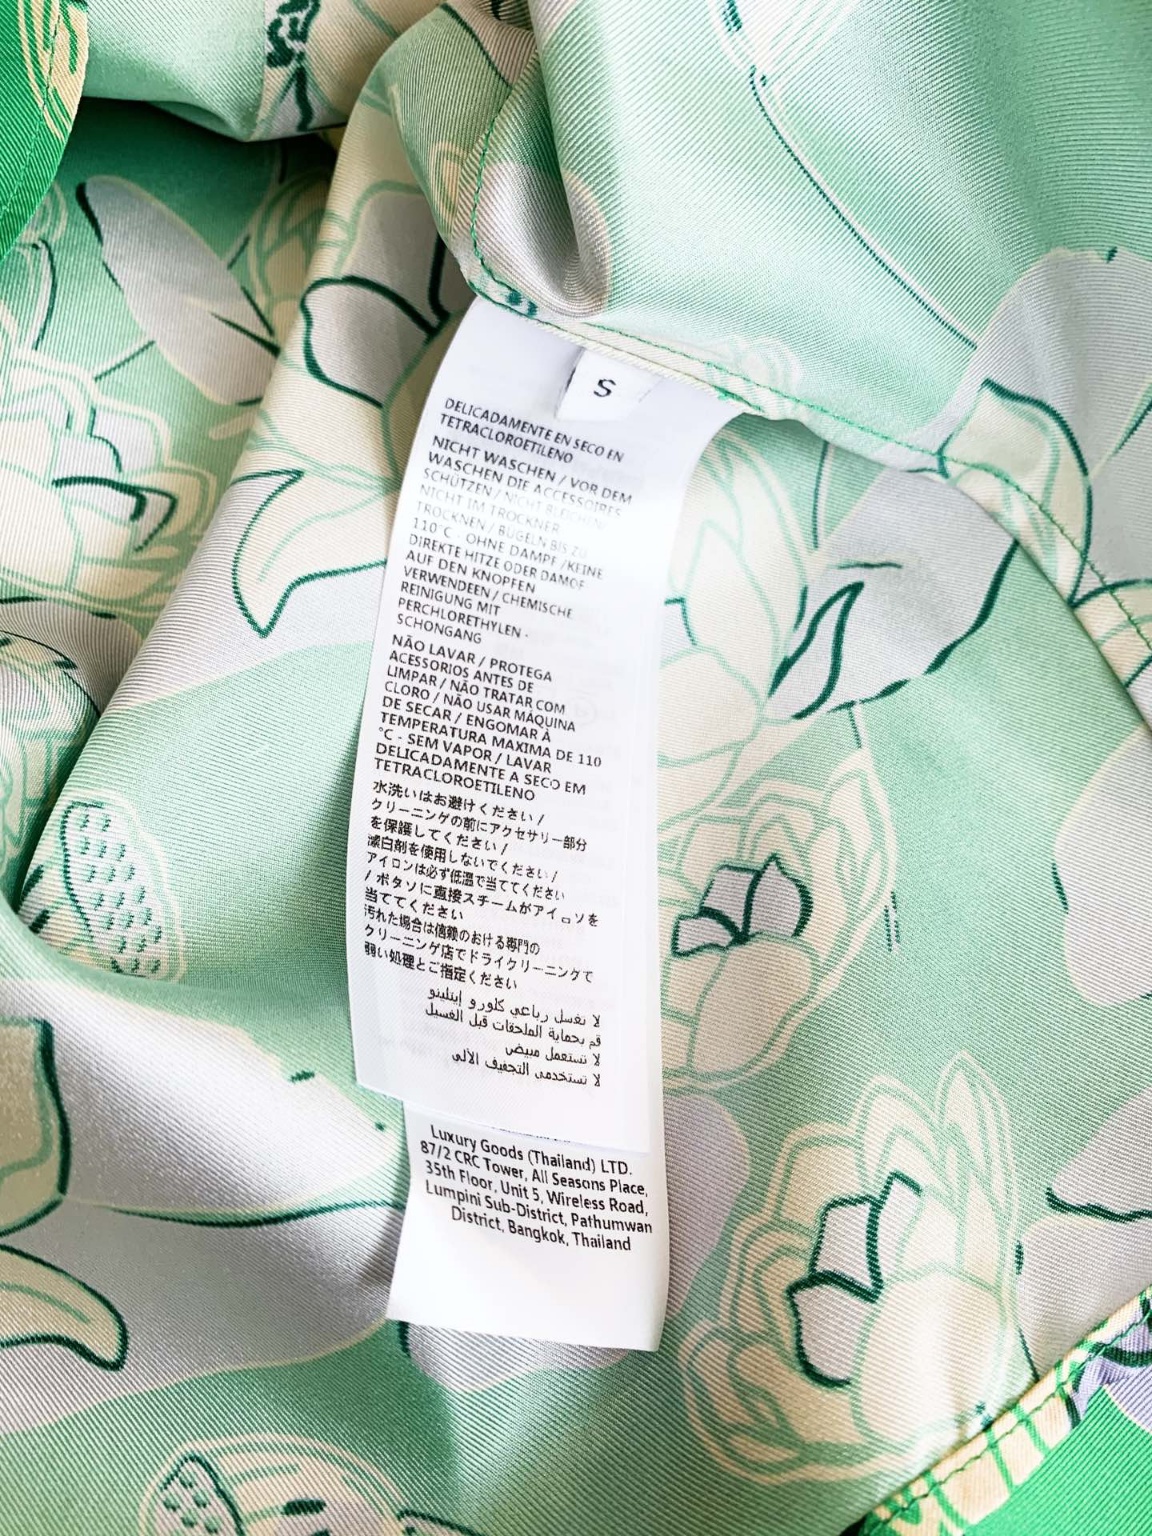 S
DELICADAMENTE EN SECO EN
TETRACLOROETILENO
NICHT WASCHEN / VOR DEM
WASCHEN DIE ACCESSOIRES
SCHÜTZEN / NICHT BLEICHEN/
NICHT IM TROCKNER
TROCKNEN / BÜGELN BIS ZU
110°C - OHNE DAMPF / KEINE
DIREKTE HITZE ODER DAMOF
AUF DEN KNOPFEN
VERWENDEEN / CHEMISCHE
REINIGUNG MIT
PERCHLORETHYLEN -
SCHONGANG
NÃO LAVAR / PROTEGA
ACESSORIOS ANTES DE
LIMPAR / NÃO TRATAR COM
CLORO / NÃO USAR MÀQUINA
DE SECAR / ENGOMAR À
TEMPERATURA MAXIMA DE 110
°C - SEM VAPOR / LAVAR
DELICADAMENTE A SECO EM
TETRACLOROETILENO
水洗いはお避けください /
クリーニングの前にアクセサリー部分
を保護してください /
漂白剤を使用しないでください /
アイロンは必ず低温で当ててください
/ ボタンに直接スチームがアイロンを
当ててください
汚れた場合は信頼のおける専門の
クリーニング店でドライクリーニングで
弱い処理とご指定ください
لا تغسل رباعي كلورو إيثلينو
قم بحماية الملحقات قبل الغسيل
لا تستعمل مبيض
لا تستخدمي التجفيف الألي
Luxury Goods (Thailand) LTD.
87/2 CRC Tower, All Seasons Place,
35th Floor, Unit 5, Wireless Road,
Lumpini Sub-District, Pathumwan
District, Bangkok, Thailand